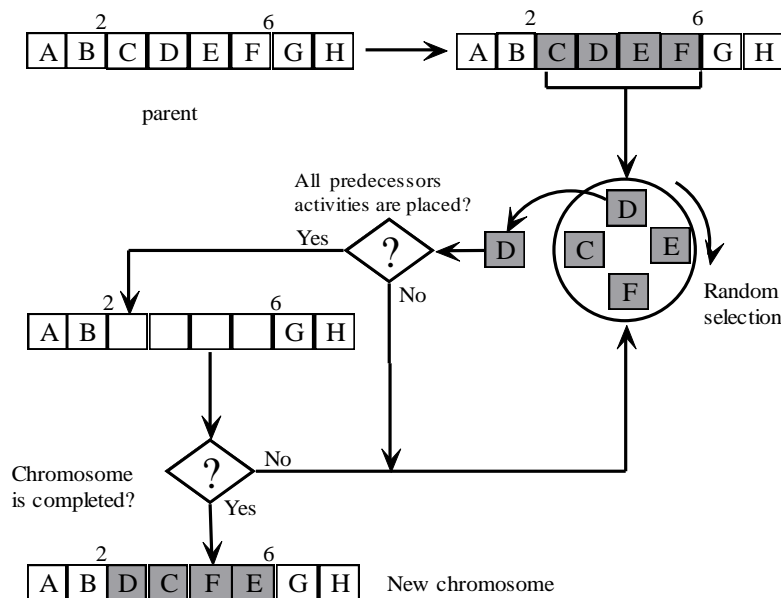 2 6
A B C D E F G H
parent
2 6
A B C D E F G H
All predecessors
activities are placed?
Yes
?
No
D
D
C
E
F
Random
selection
2 6
A B G H
Chromosome
is completed?
?
No
Yes
2 6
A B D C F E G H
New chromosome